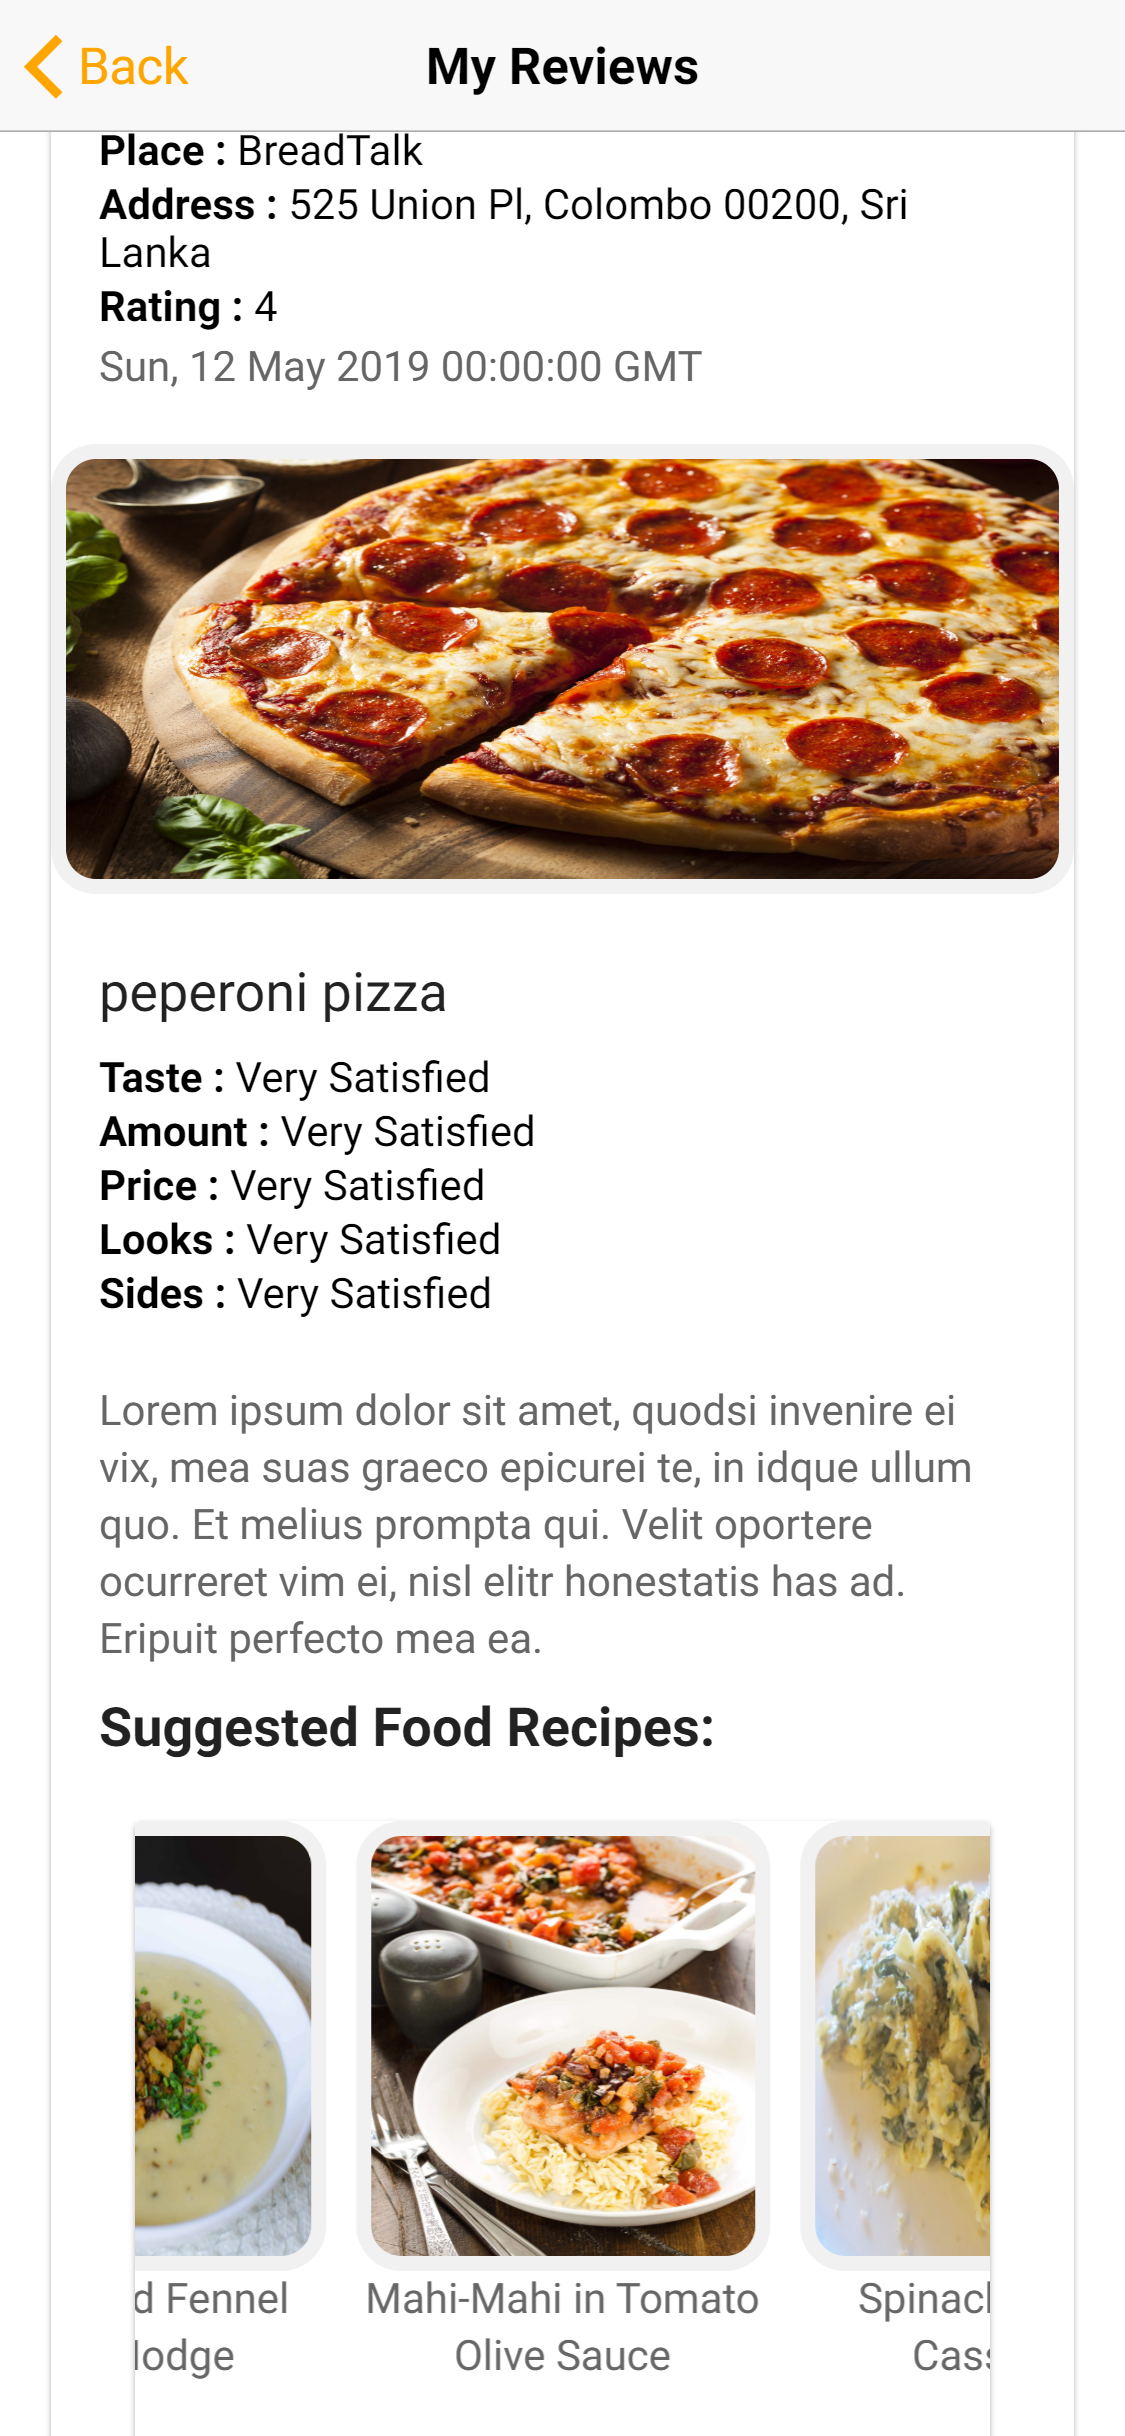 Back
My Reviews
Place : BreadTalk
Address : 525 Union Pl, Colombo 00200, Sri
Lanka
Rating : 4
Sun, 12 May 2019 00:00:00 GMT
peperoni pizza
Taste : Very Satisfied
Amount : Very Satisfied
Price : Very Satisfied
Looks : Very Satisfied
Sides : Very Satisfied
Lorem ipsum dolor sit amet, quodsi invenire ei
vix, mea suas graeco epicurei te, in idque ullum
quo. Et melius prompta qui. Velit oportere
ocurreret vim ei, nisl elitr honestatis has ad.
Eripuit perfecto mea ea.
Suggested Food Recipes:
d Fennel
odge
Mahi-Mahi in Tomato
Olive Sauce
Spinac
Cas